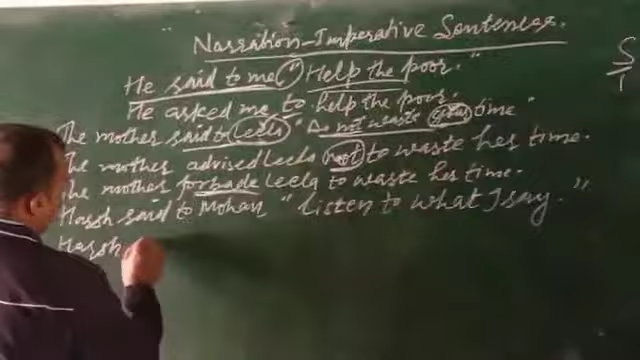 Narration-Imperative Sentences.
He said to me "Help the poor."
He asked me to help the poor.
The mother said to Leela "Do not waste your time"
The mother advised Leela not to waste her time.
The mother forbade Leela to waste her time.
Harsh said to Mohan "Listen to what I say."
Harsh
S
1